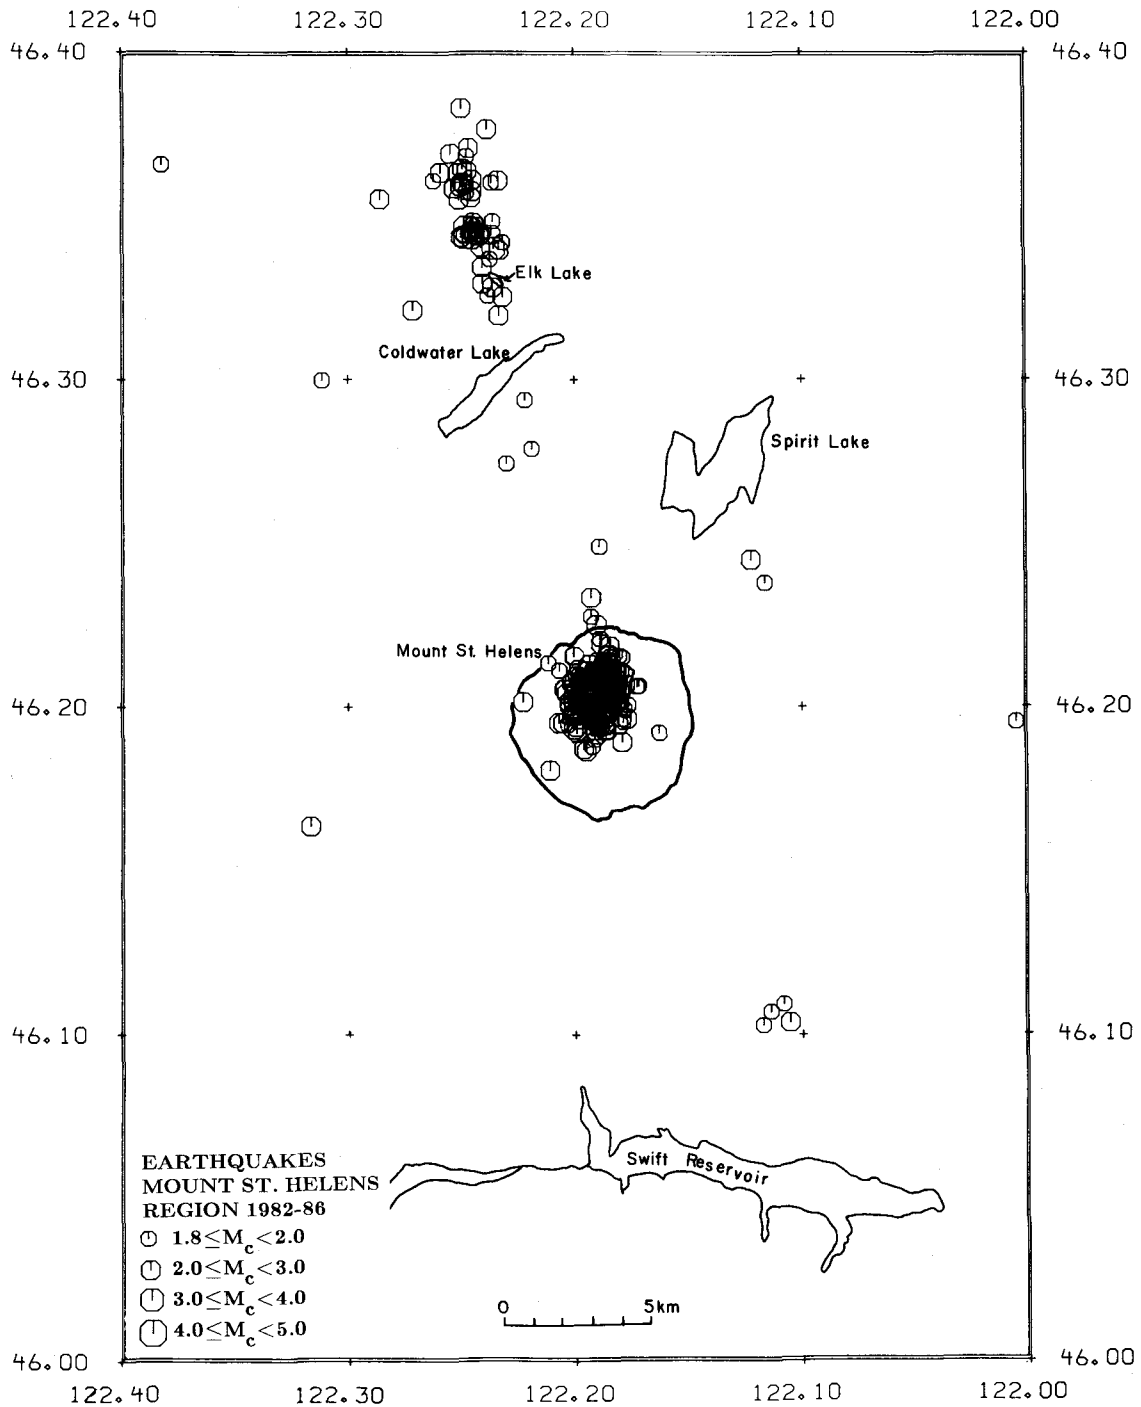 122.40 122.30 122.20 122.10 122.00
46.40 46.40
Elk Lake
Coldwater Lake
46.30 46.30
Spirit Lake
Mount St. Helens
46.20 46.20
46.10 46.10
Swift Reservoir
EARTHQUAKES
MOUNT ST. HELENS
REGION 1982-86
1.8≤Mc<2.0
2.0≤Mc<3.0
3.0≤Mc<4.0
4.0≤Mc<5.0
0 5km
46.00 46.00
122.40 122.30 122.20 122.10 122.00